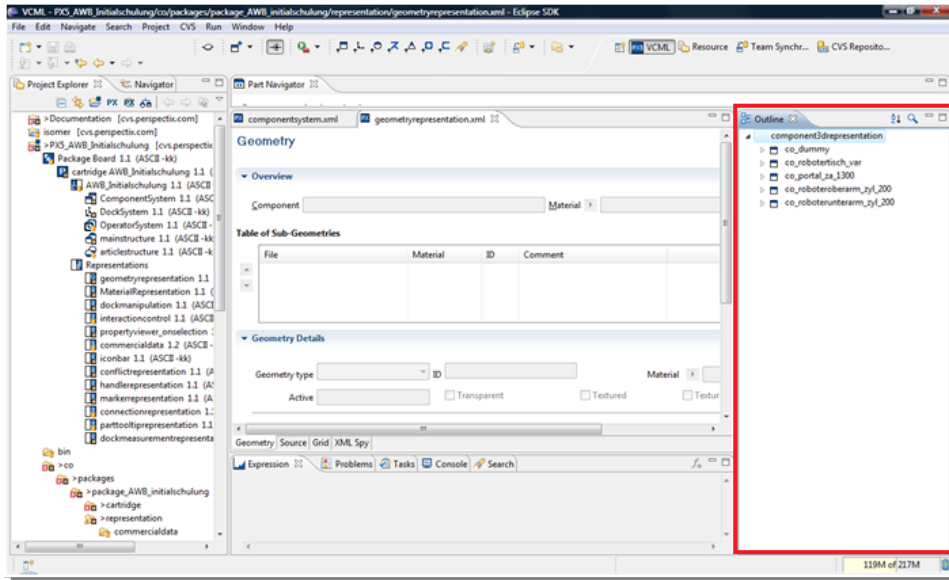 VCML - PX5_AWB_Initialschulung/co/packages/package_AWB_initialschulung/representation/geometryrepresentation.xml - Eclipse SDK
File Edit Navigate Search Project CVS Run Window Help
VCML Resource Team Synchr... CVS Reposito...
Project Explorer Navigator
PX
>Documentation [cvs.perspectix.com]
isomer [cvs.perspectix.com]
>PX5_AWB_Initialschulung [cvs.perspectix
Package Board 1.1 (ASCII -kk)
cartridge AWB_Initialschulung 1.1 (
AWB_Initialschulung 1.1 (ASCII
ComponentSystem 1.1 (ASC
DockSystem 1.1 (ASCII -kk)
OperatorSystem 1.1 (ASCII -
mainstructure 1.1 (ASCII -kk
articlestructure 1.1 (ASCII -k
Representations
geometryrepresentation 1.1
MaterialRepresentation 1.1 (
dockmanipulation 1.1 (ASCI
interactioncontrol 1.1 (ASCII
propertyviewer_onselection
commercialdata 1.2 (ASCII -
iconbar 1.1 (ASCII -kk)
conflictrepresentation 1.1 (A
handlerepresentation 1.1 (A
markerrepresentation 1.1 (A
connectionrepresentation 1.
parttooltiprepresentation 1.1
dockmeasurementrepresenta
bin
>co
>packages
>package_AWB_initialschulung
>cartridge
>representation
commercialdata
Part Navigator
componentsystem.xml geometryrepresentation.xml
Geometry
Overview
Component Material
Table of Sub-Geometries
File Material ID Comment
Geometry Details
Geometry type ID Material
Active Transparent Textured Textur
Geometry Source Grid XML Spy
Expression Problems Tasks Console Search
Outline
component3drepresentation
co_dummy
co_robotertisch_var
co_portal_za_1300
co_roboteroberarm_zyl_200
co_roboterunterarm_zyl_200
119M of 217M